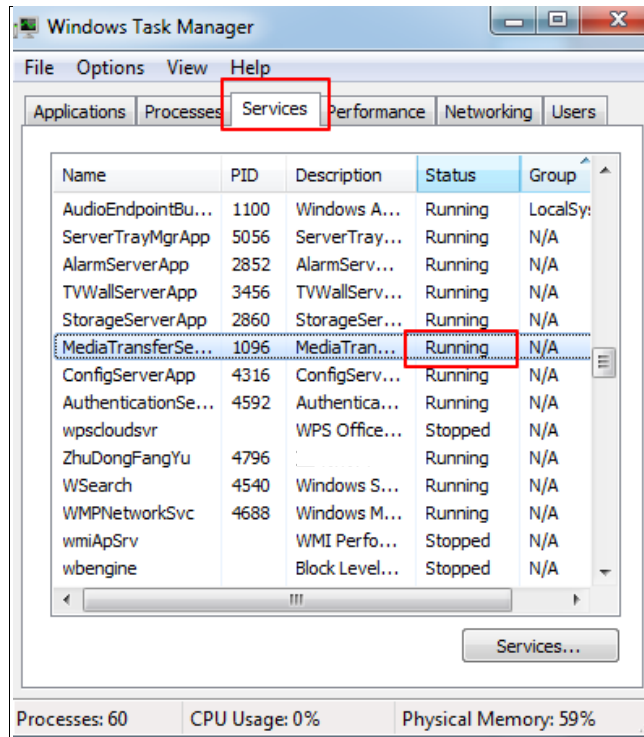 Windows Task Manager
File Options View Help
Applications Processes Services Performance Networking Users
Name PID Description Status Group
AudioEndpointBu... 1100 Windows A... Running LocalSy
ServerTrayMgrApp 5056 ServerTray... Running N/A
AlarmServerApp 2852 AlarmServ... Running N/A
TVWallServerApp 3456 TVWallServ... Running N/A
StorageServerApp 2860 StorageSer... Running N/A
MediaTransferSe... 1096 MediaTran... Running N/A
ConfigServerApp 4316 ConfigServ... Running N/A
AuthenticationSe... 4592 Authentica... Running N/A
wpscloudsvr WPS Office... Stopped N/A
ZhuDongFangYu 4796 Running N/A
WSearch 4540 Windows S... Running N/A
WMPNetworkSvc 4688 Windows M... Running N/A
wmiApSrv WMI Perfo... Stopped N/A
wbengine Block Level... Stopped N/A
Services...
Processes: 60 CPU Usage: 0% Physical Memory: 59%